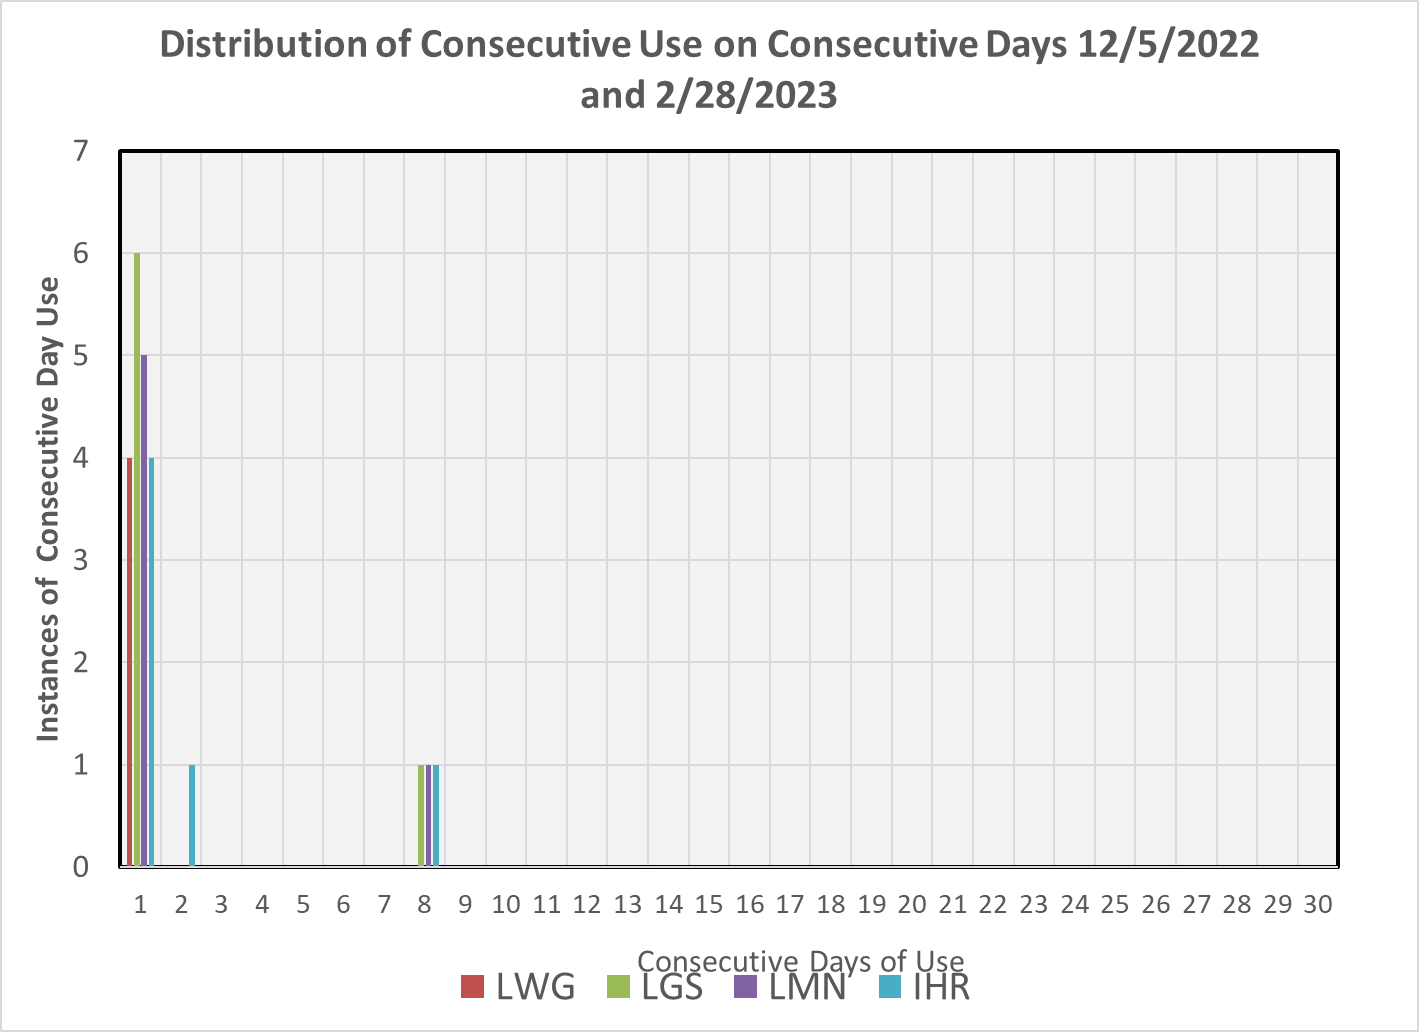 Distribution of Consecutive Use on Consecutive Days 12/5/2022
and 2/28/2023
Instances of Consecutive Day Use
7
6
5
4
3
2
1
0
1 2 3 4 5 6 7 8 9 10 11 12 13 14 15 16 17 18 19 20 21 22 23 24 25 26 27 28 29 30
Consecutive Days of Use
LWG LGS LMN IHR